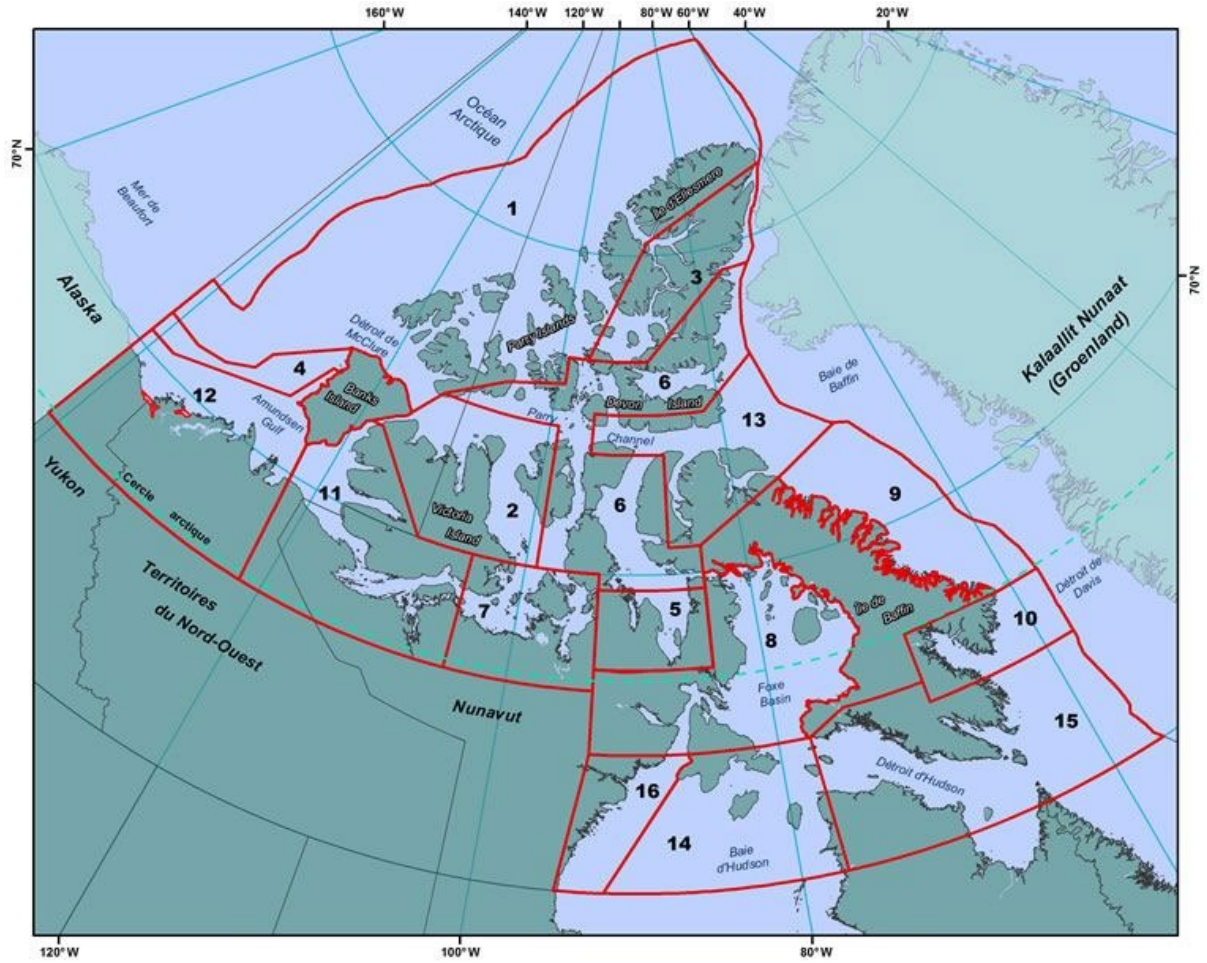 160°W
140°W
120°W
100°W
80°W
60°W
40°W
20°W
70°N
Océan
Arctique
Mer de
Beaufort
1
Île d'Ellesmere
3
70°N
Alaska
Détroit de
McClure
Parry Islands
Kalaallit Nunaat
(Groenland)
4
Baie de
Baffin
12
Banks
Island
6
Devon Island
Amundsen
Gulf
Parry
Channel
13
Yukon
Cercle
arctique
11
Victoria
Island
2
6
9
Territoires
du Nord-Ouest
7
5
8
Île de
Baffin
Détroit de
Davis
10
Foxe
Basin
Nunavut
15
Détroit d'Hudson
16
14
Baie
d'Hudson
120°W
100°W
80°W